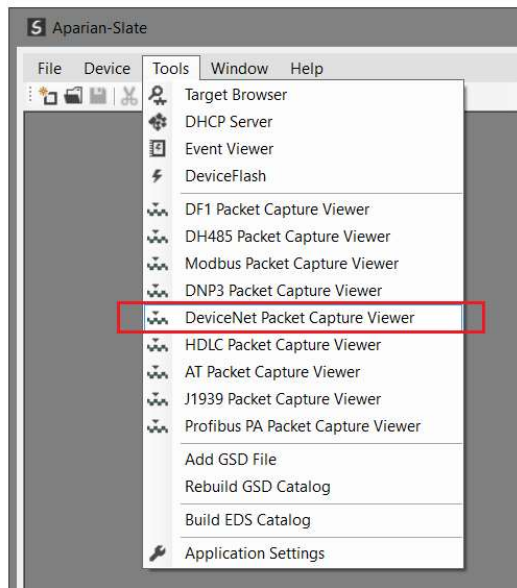 Aparian-Slate
File Device Tools Window Help
Target Browser
DHCP Server
Event Viewer
DeviceFlash
DF1 Packet Capture Viewer
DH485 Packet Capture Viewer
Modbus Packet Capture Viewer
DNP3 Packet Capture Viewer
DeviceNet Packet Capture Viewer
HDLC Packet Capture Viewer
AT Packet Capture Viewer
J1939 Packet Capture Viewer
Profibus PA Packet Capture Viewer
Add GSD File
Rebuild GSD Catalog
Build EDS Catalog
Application Settings